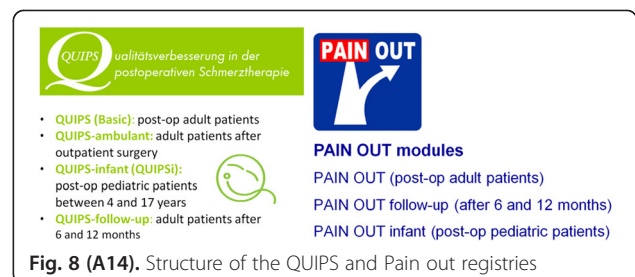 QUIPS ualitätsverbesserung in der
postoperativen Schmerztherapie
• QUIPS (Basic): post-op adult patients
• QUIPS-ambulant: adult patients after
outpatient surgery
• QUIPS-infant (QUIPSi):
post-op pediatric patients
between 4 and 17 years
• QUIPS-follow-up: adult patients after
6 and 12 months
PAIN OUT
PAIN OUT modules
PAIN OUT (post-op adult patients)
PAIN OUT follow-up (after 6 and 12 months)
PAIN OUT infant (post-op pediatric patients)
Fig. 8 (A14). Structure of the QUIPS and Pain out registries